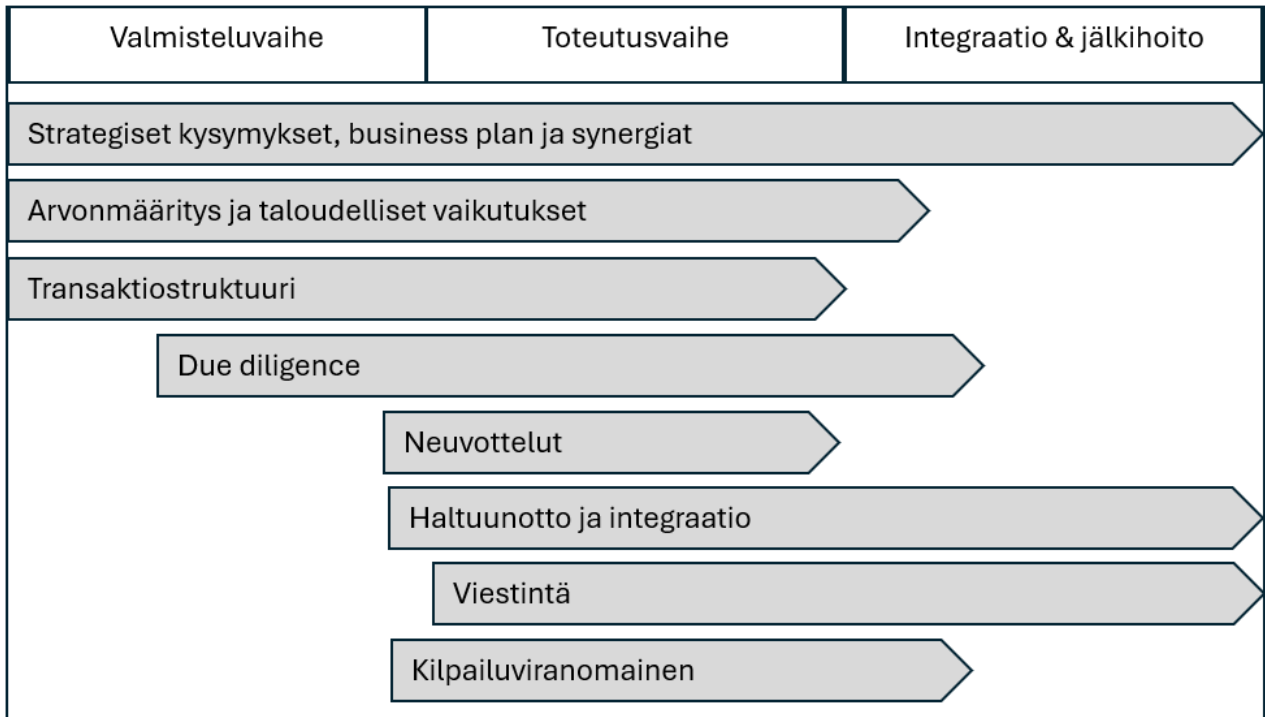 Valmisteluvaihe
Toteutusvaihe
Integraatio & jälkihoito
Strategiset kysymykset, business plan ja synergiat
Arvonmääritys ja taloudelliset vaikutukset
Transaktiostruktuuri
Due diligence
Neuvottelut
Haltuunotto ja integraatio
Viestintä
Kilpailuviranomainen